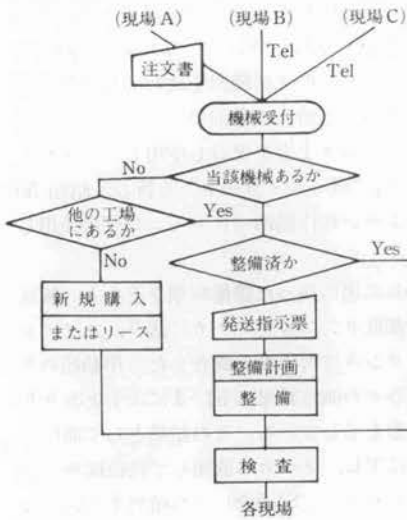 (現場A)
(現場B)
(現場C)
Tel
Tel
注文書
機械受付
No
当該機械あるか
他の工場
にあるか
Yes
No
整備済か
Yes
新規購入
またはリース
発送指示票
整備計画
整備
検査
各現場